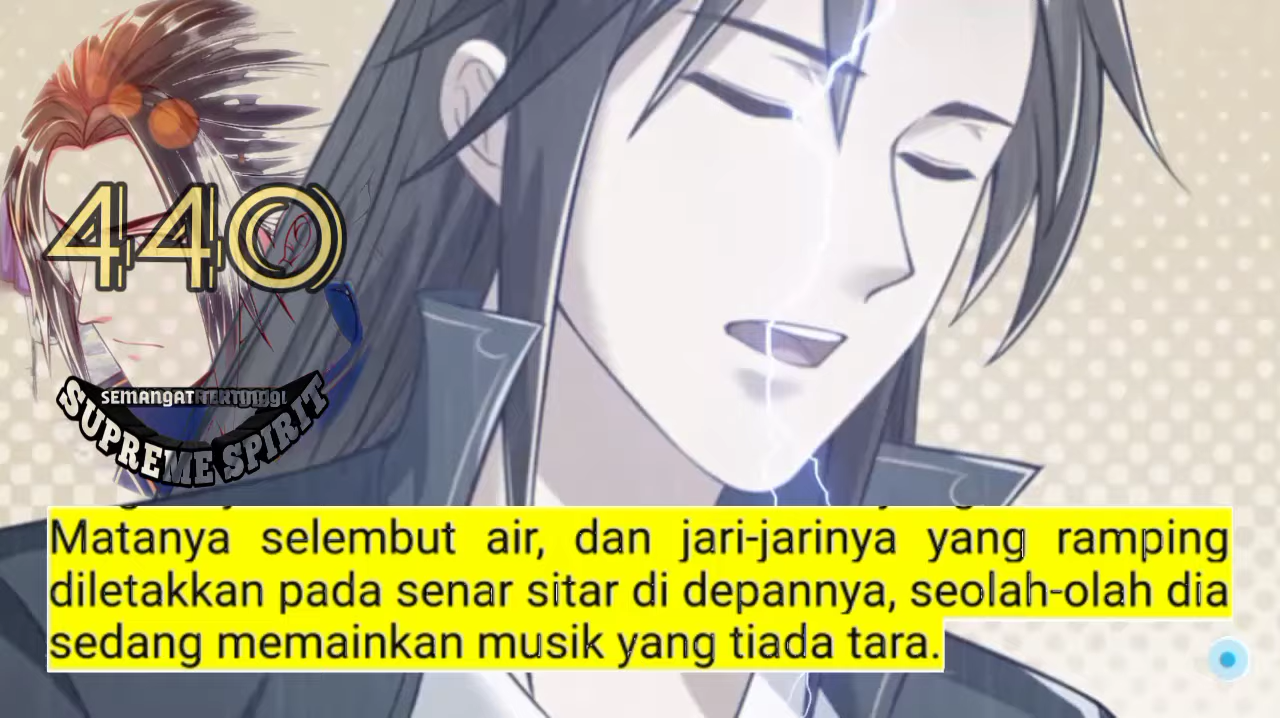 440
SEMANGAT
SUPREME SPIRIT
Matanya selembut air, dan jari-jarinya yang ramping
diletakkan pada senar sitar di depannya, seolah-olah dia
sedang memainkan musik yang tiada tara.